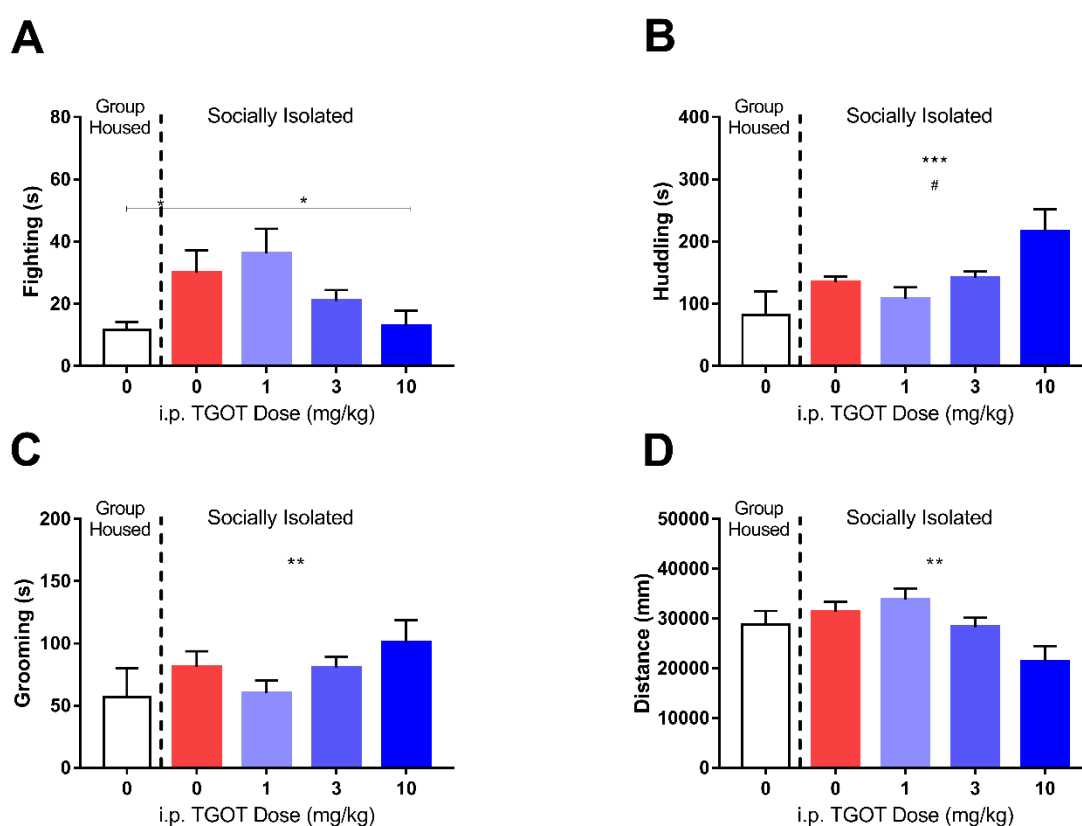 A
Group
Housed
Socially Isolated
80
60
40
20
0
Fighting (s)
*
*
0 0 1 3 10
i.p. TGOT Dose (mg/kg)
B
Group
Housed
Socially Isolated
400
300
200
100
0
Huddling (s)
***
#
0 0 1 3 10
i.p. TGOT Dose (mg/kg)
C
Group
Housed
Socially Isolated
200
150
100
50
0
Grooming (s)
**
0 0 1 3 10
i.p. TGOT Dose (mg/kg)
D
Group
Housed
Socially Isolated
50000
40000
30000
20000
10000
0
Distance (mm)
**
0 0 1 3 10
i.p. TGOT Dose (mg/kg)